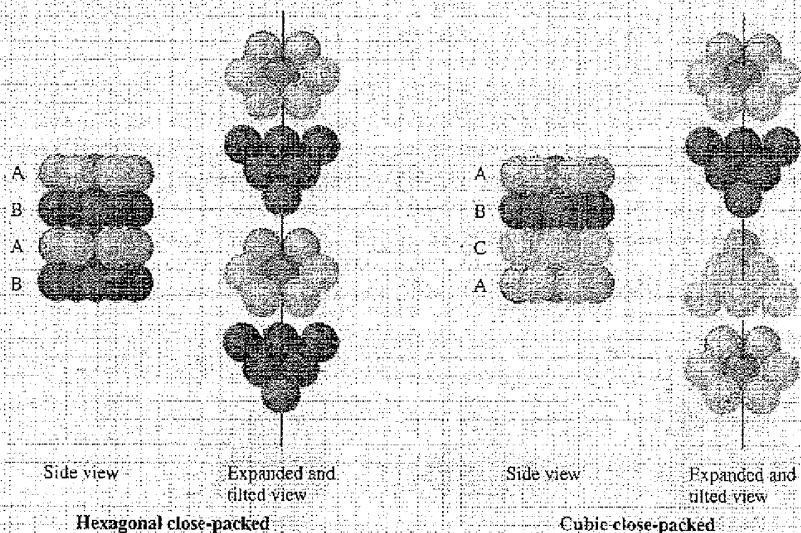 A
B
A
B
Side view
Expanded and
tilted view
Hexagonal close-packed
A
B
C
A
Side view
Expanded and
tilted view
Cubic close-packed